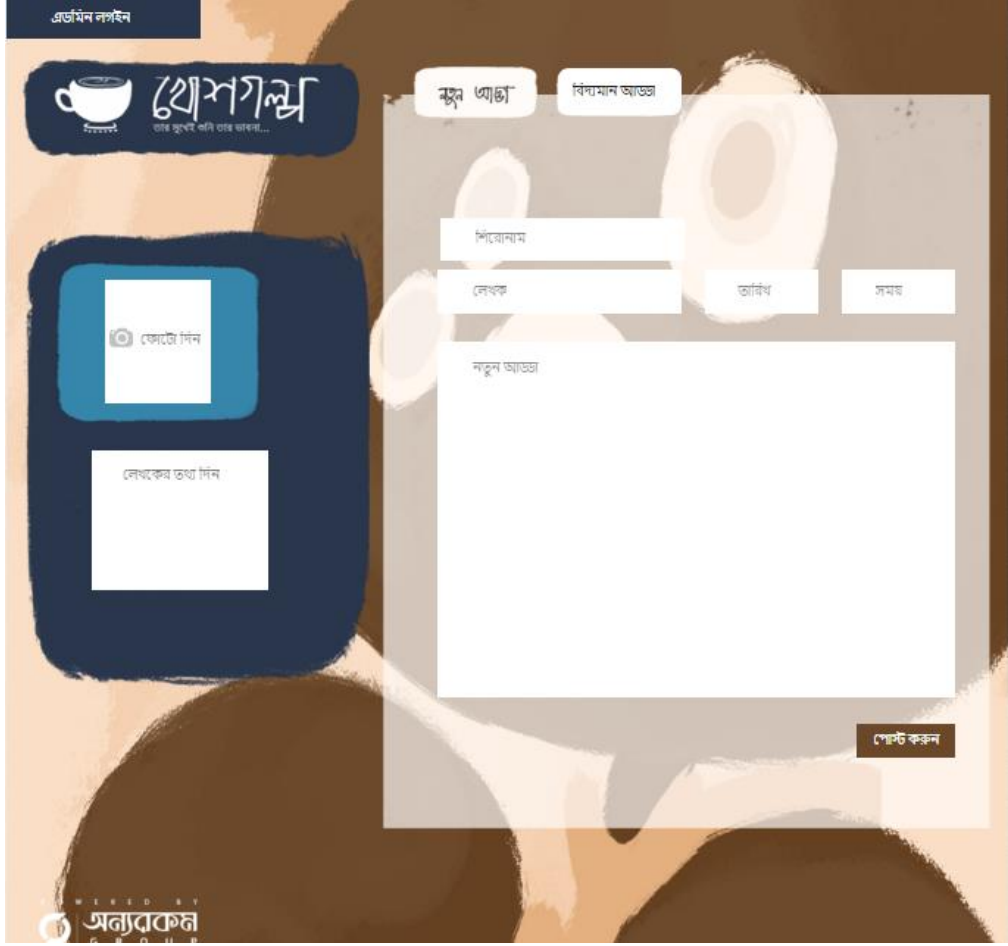 এডমিন লগইন
খোশগল্প
তার মুখেই শুনি তার ভাবনা...
নতুন আড্ডা
বিদ্যমান আড্ডা
শিরোনাম
লেখক
তারিখ
সময়
ফোটো দিন
নতুন আড্ডা
লেখকের তথ্য দিন
পোস্ট করুন
POWERED BY
অন্যরকম
GROUP